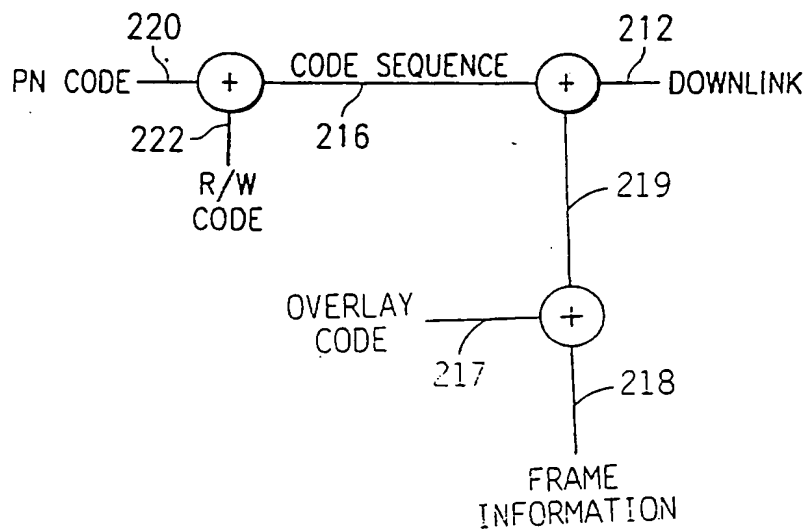 220
212
PN CODE
+
CODE SEQUENCE
+
DOWNLINK
222
216
R/W
CODE
219
OVERLAY
CODE
+
217
218
FRAME
INFORMATION